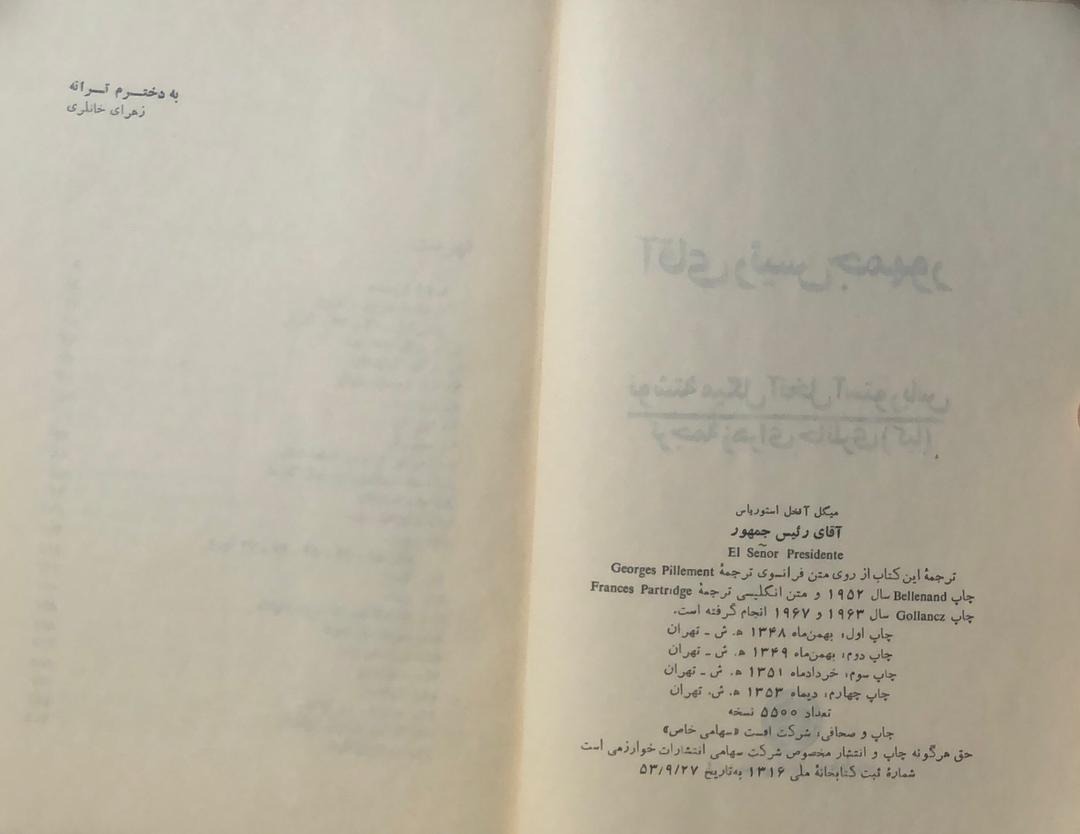 میگل آنخل استوریاس
آقای رئیس جمهور
El Señor Presidente
ترجمهٔ این کتاب از روی متن فرانسوی ترجمهٔ Georges Pillement
چاپ Bellenand سال ۱۹۵۲ و متن انگلیسی ترجمهٔ Frances Partridge
چاپ Gollancz سال ۱۹۶۳ و ۱۹۶۷ انجام گرفته است.
چاپ اول، بهمن‌ماه ۱۳۴۸ ه‍. ش ـ تهران
چاپ دوم، بهمن‌ماه ۱۳۴۹ ه‍. ش ـ تهران
چاپ سوم، خردادماه ۱۳۵۱ ه‍. ش ـ تهران
چاپ چهارم، دیماه ۱۳۵۳ ه‍. ش. تهران
تعداد ۵۵۰۰ نسخه
چاپ و صحافی، شرکت افست «سهامی خاص»
حق هرگونه چاپ و انتشار مخصوص شرکت سهامی انتشارات خوارزمی است
شمارهٔ ثبت کتابخانهٔ ملی ۱۳۱۶ به‌تاریخ ۵۳/۹/۲۷
به دختـــرم تـــرانه
زهرای خانلری